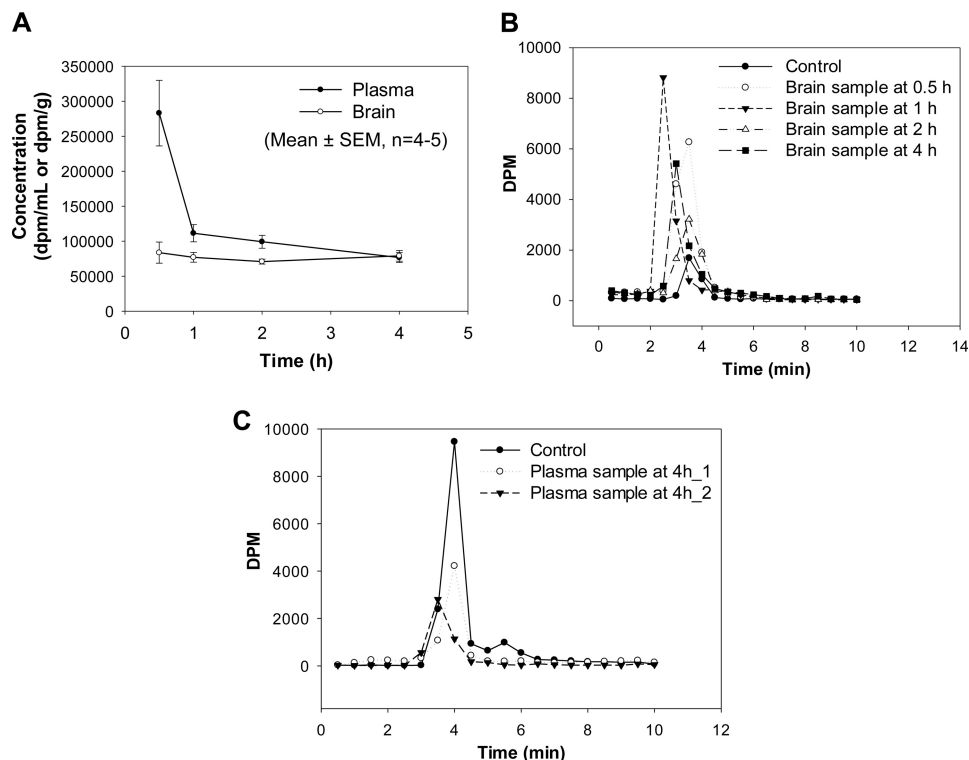 A
350000
300000
250000
200000
150000
100000
50000
0
0 1 2 3 4 5
Concentration
(dpm/mL or dpm/g)
Time (h)
Plasma
Brain
(Mean ± SEM, n=4-5)
B
10000
8000
6000
4000
2000
0
0 2 4 6 8 10 12 14
DPM
Time (min)
Control
Brain sample at 0.5 h
Brain sample at 1 h
Brain sample at 2 h
Brain sample at 4 h
C
10000
8000
6000
4000
2000
0
0 2 4 6 8 10 12
DPM
Time (min)
Control
Plasma sample at 4h_1
Plasma sample at 4h_2